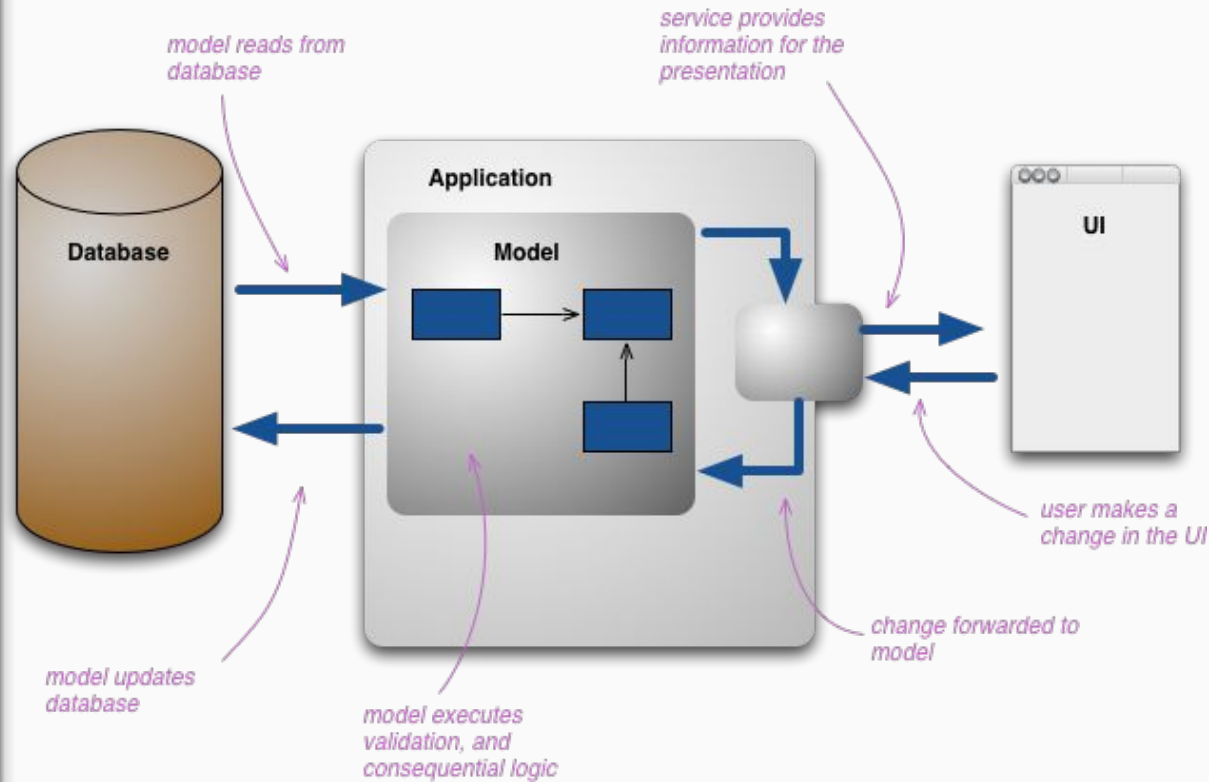 service provides
information for the
presentation
model reads from
database
Application
Database
Model
UI
user makes a
change in the UI
change forwarded to
model
model updates
database
model executes
validation, and
consequential logic